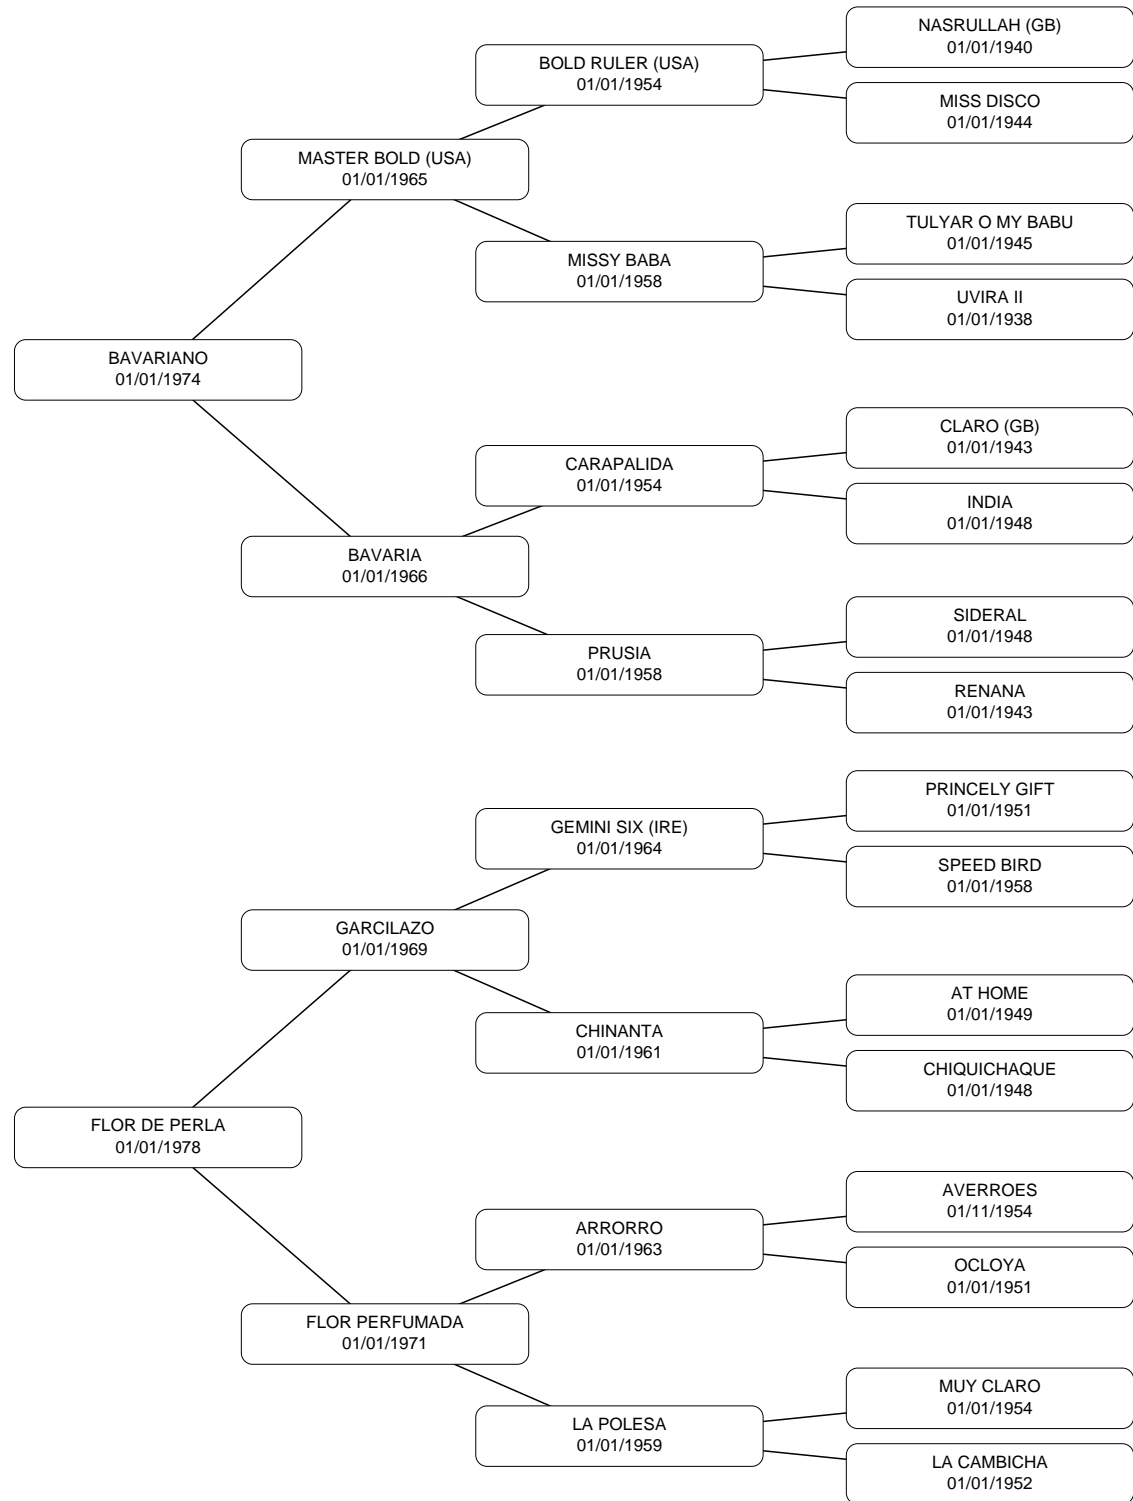 NASRULLAH (GB)
01/01/1940
BOLD RULER (USA)
01/01/1954
MISS DISCO
01/01/1944
MASTER BOLD (USA)
01/01/1965
TULYAR O MY BABU
01/01/1945
MISSY BABA
01/01/1958
UVIRA II
01/01/1938
BAVARIANO
01/01/1974
CLARO (GB)
01/01/1943
CARAPALIDA
01/01/1954
INDIA
01/01/1948
BAVARIA
01/01/1966
SIDERAL
01/01/1948
PRUSIA
01/01/1958
RENANA
01/01/1943
PRINCELY GIFT
01/01/1951
GEMINI SIX (IRE)
01/01/1964
SPEED BIRD
01/01/1958
GARCILAZO
01/01/1969
AT HOME
01/01/1949
CHINANTA
01/01/1961
CHIQUICHAQUE
01/01/1948
FLOR DE PERLA
01/01/1978
AVERROES
01/11/1954
ARRORRO
01/01/1963
OCLOYA
01/01/1951
FLOR PERFUMADA
01/01/1971
MUY CLARO
01/01/1954
LA POLESA
01/01/1959
LA CAMBICHA
01/01/1952